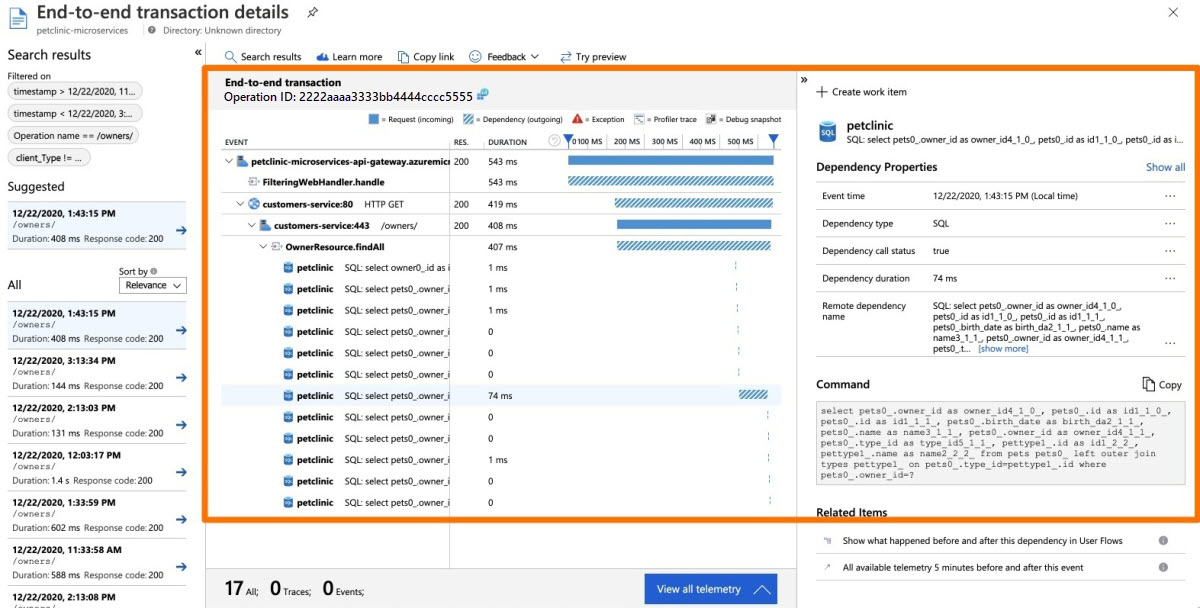 End-to-end transaction details
petclinic-microservices
Directory: Unknown directory
Search results
Filtered on
timestamp > 12/22/2020, 11...
timestamp < 12/22/2020, 3:...
Operation name == /owners/
client_Type != ...
Suggested
12/22/2020, 1:43:15 PM
/owners/
Duration: 408 ms Response code: 200
All
Sort by
Relevance
12/22/2020, 1:43:15 PM
/owners/
Duration: 408 ms Response code: 200
12/22/2020, 3:13:34 PM
/owners/
Duration: 144 ms Response code: 200
12/22/2020, 2:13:03 PM
/owners/
Duration: 131 ms Response code: 200
12/22/2020, 12:03:17 PM
/owners/
Duration: 1.4 s Response code: 200
12/22/2020, 1:33:59 PM
/owners/
Duration: 602 ms Response code: 200
12/22/2020, 11:33:58 AM
/owners/
Duration: 588 ms Response code: 200
12/22/2020, 2:13:08 PM
Search results Learn more Copy link Feedback Try preview
End-to-end transaction
Operation ID: 2222aaaa3333bb4444cccc5555
= Request (incoming) = Dependency (outgoing) = Exception = Profiler trace = Debug snapshot
EVENT RES. DURATION 0 100 MS 200 MS 300 MS 400 MS 500 MS
petclinic-microservices-api-gateway.azuremicr 200 543 ms
FilteringWebHandler.handle 543 ms
customers-service:80 HTTP GET 200 419 ms
customers-service:443 /owners/ 200 408 ms
OwnerResource.findAll 407 ms
petclinic SQL: select owner0_.id as i 1 ms
petclinic SQL: select pets0_.owner_i 1 ms
petclinic SQL: select pets0_.owner_i 1 ms
petclinic SQL: select pets0_.owner_i 0
petclinic SQL: select pets0_.owner_i 0
petclinic SQL: select pets0_.owner_i 0
petclinic SQL: select pets0_.owner_i 74 ms
petclinic SQL: select pets0_.owner_i 0
petclinic SQL: select pets0_.owner_i 0
petclinic SQL: select pets0_.owner_i 1 ms
petclinic SQL: select pets0_.owner_i 0
petclinic SQL: select pets0_.owner_i 0
17 All; 0 Traces; 0 Events;
View all telemetry
Create work item
petclinic
SQL: select pets0_.owner_id as owner_id4_1_0_, pets0_.id as id1_1_0_, pets0_.id as i...
Dependency Properties Show all
Event time 12/22/2020, 1:43:15 PM (Local time) ...
Dependency type SQL ...
Dependency call status true ...
Dependency duration 74 ms ...
Remote dependency name
SQL: select pets0_.owner_id as owner_id4_1_0_,
pets0_.id as id1_1_0_, pets0_.id as id1_1_1_,
pets0_.birth_date as birth_da2_1_1_, pets0_.name as
name3_1_1_, pets0_.owner_id as owner_id4_1_1_,
pets0_.t... [show more] ...
Command Copy
select pets0_.owner_id as owner_id4_1_0_, pets0_.id as id1_1_0_,
pets0_.id as id1_1_1_, pets0_.birth_date as birth_da2_1_1_,
pets0_.name as name3_1_1_, pets0_.owner_id as owner_id4_1_1_,
pets0_.type_id as type_id5_1_1_, pettype1_.id as id1_2_2_,
pettype1_.name as name2_2_2_ from pets pets0_ left outer join
types pettype1_ on pets0_.type_id=pettype1_.id where
pets0_.owner_id=?
Related Items
Show what happened before and after this dependency in User Flows
All available telemetry 5 minutes before and after this event